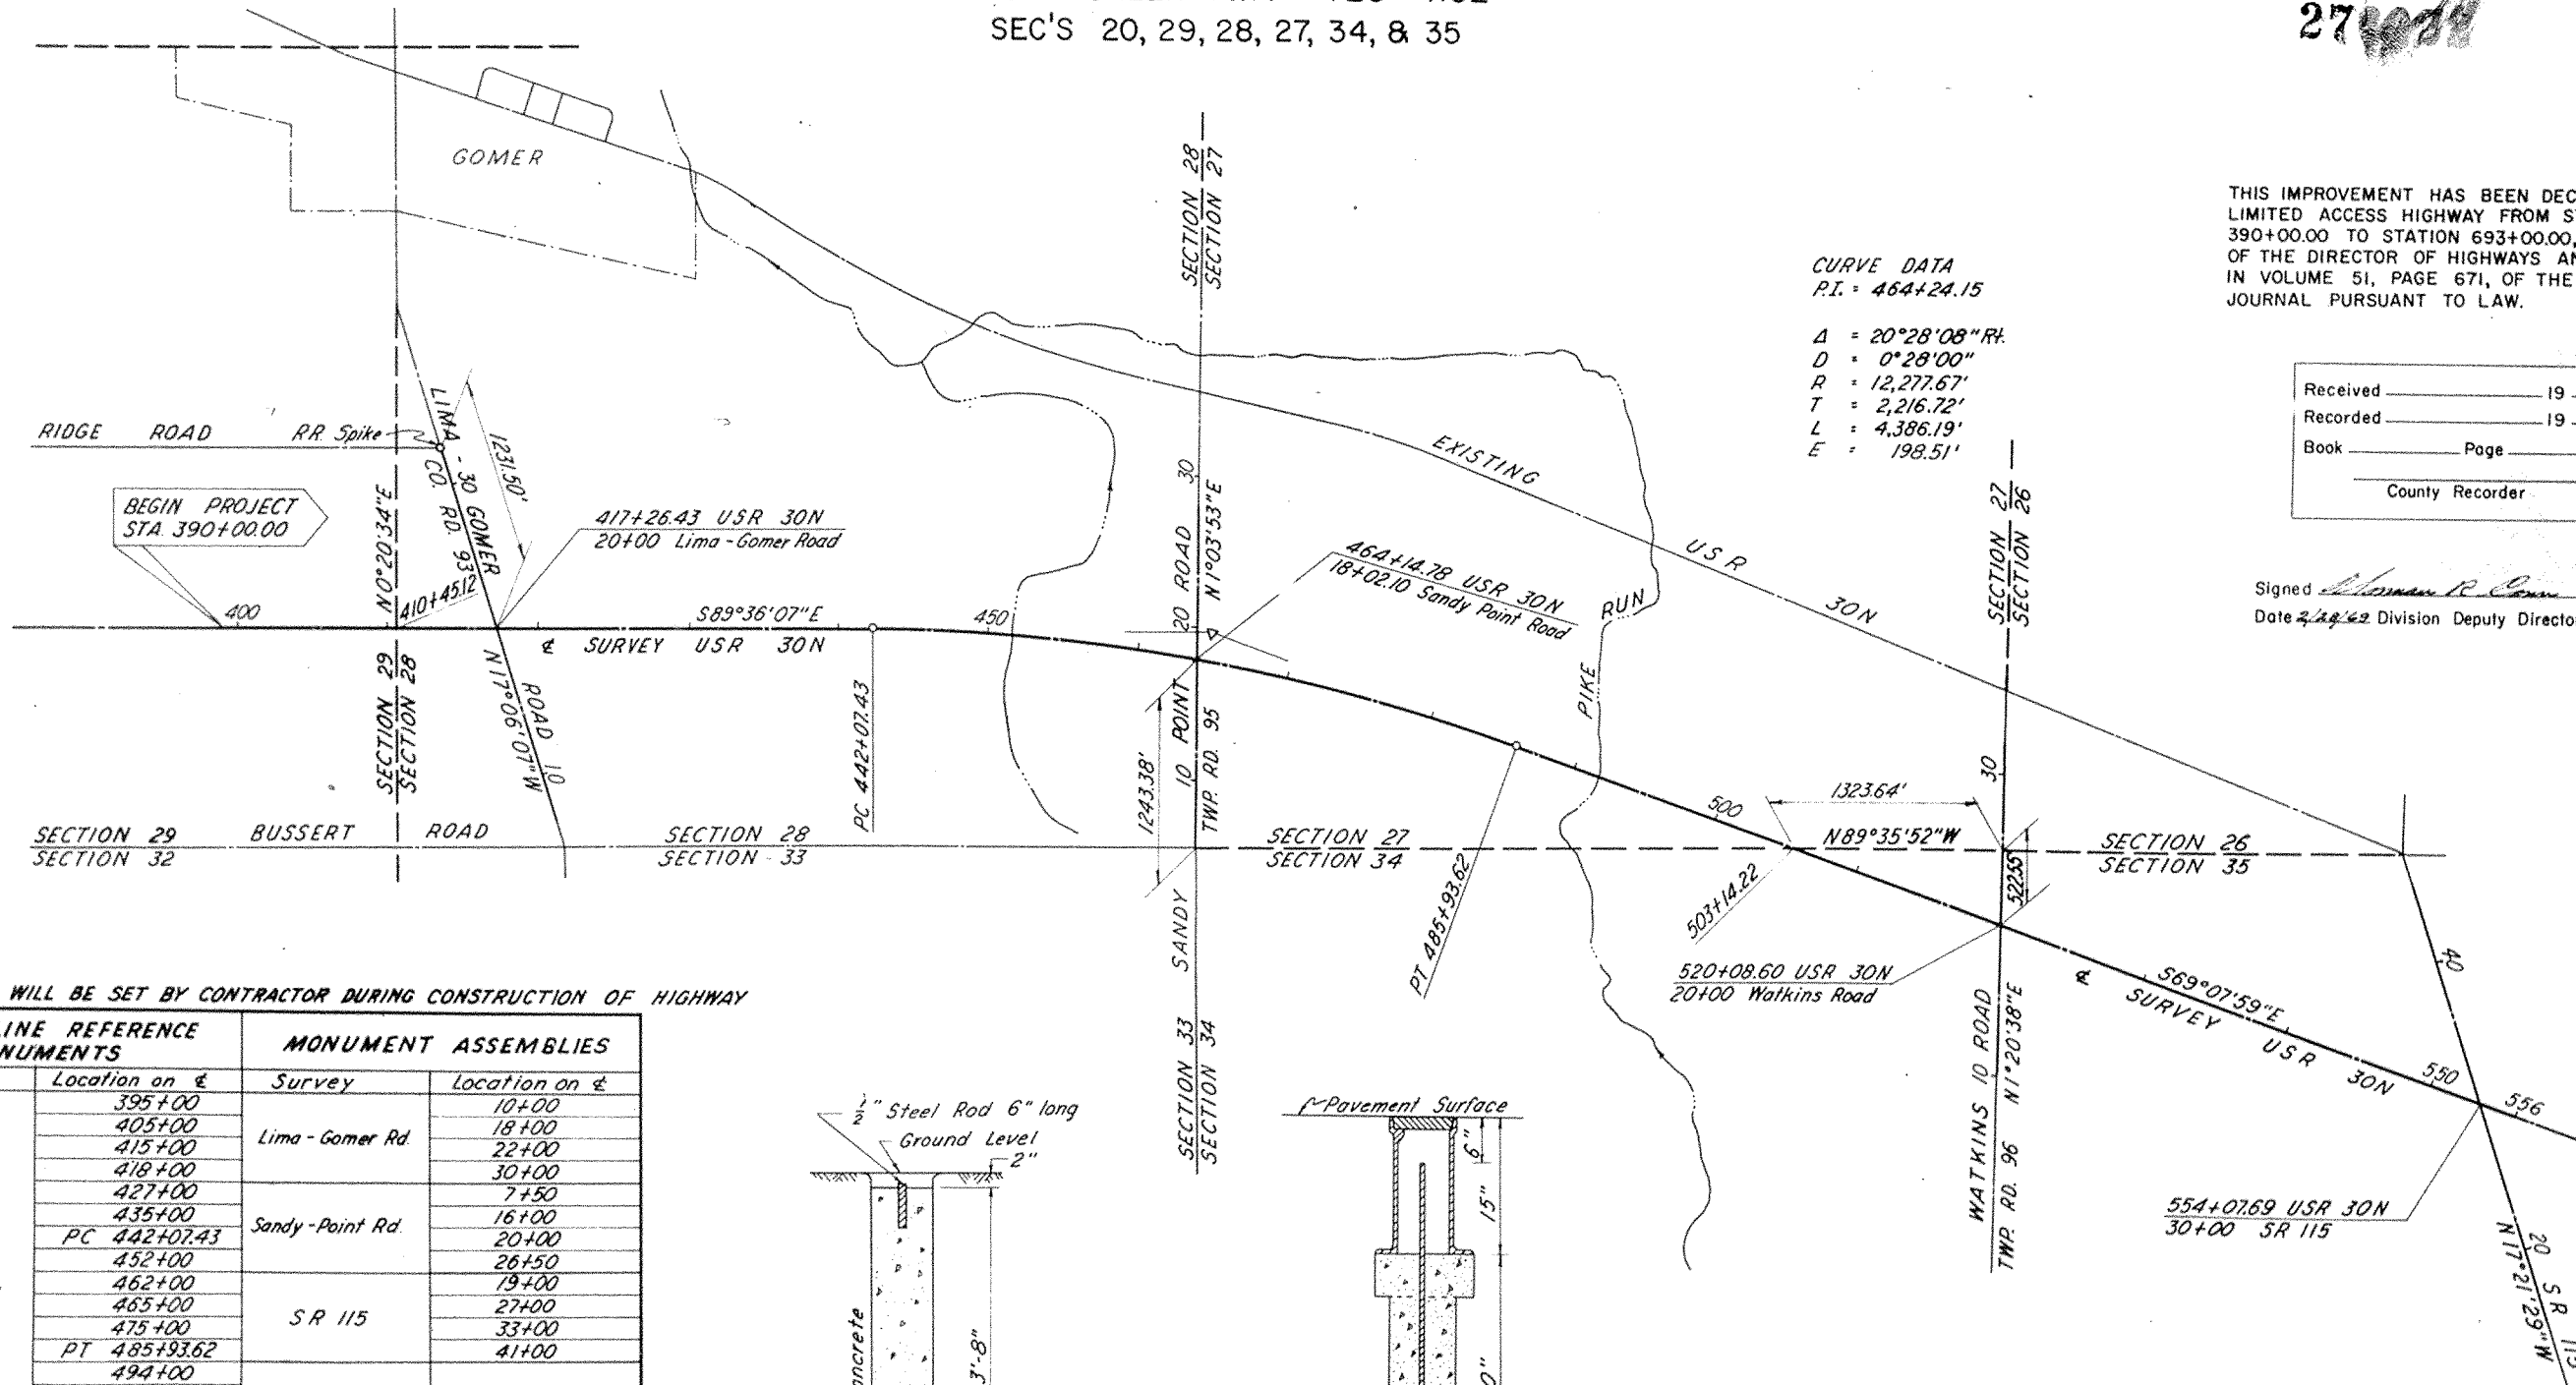 SEC'S 20, 29, 28, 27, 34, & 35
27
GOMER
SECTION 28
SECTION 27
THIS IMPROVEMENT HAS BEEN DEC
LIMITED ACCESS HIGHWAY FROM S
390+00.00 TO STATION 693+00.00,
OF THE DIRECTOR OF HIGHWAYS AN
IN VOLUME 51, PAGE 671, OF THE
JOURNAL PURSUANT TO LAW.
CURVE DATA
P.I. = 464+24.15
Δ = 20°28'08" Rt.
D = 0°28'00"
R = 12,277.67'
T = 2,216.72'
L = 4,386.19'
E = 198.51'
Received 19
Recorded 19
Book Page
County Recorder
Signed
Date 2/28/69 Division Deputy Director
RIDGE ROAD RR. Spike
LIMA - 30 GOMER
CO. RD. 93
ROAD 10
N17°06'07"W
1231.50'
BEGIN PROJECT
STA. 390+00.00
N0°20'34"E
410+45.12
417+26.43 USR 30N
20+00 Lima-Gomer Road
400
S89°36'07"E
450
℄ SURVEY USR 30N
SECTION 29
SECTION 28
PC 442+07.43
30
20 ROAD N1°03'53"E
Δ
10 POINT
TWP. RD. 95
SANDY
1243.38'
464+14.78 USR 30N
18+02.10 Sandy Point Road
EXISTING USR 30N
PIKE RUN
SECTION 27
SECTION 26
30
SECTION 29 BUSSERT ROAD SECTION 28
SECTION 32 SECTION 33
SECTION 27
SECTION 34
PT 485+93.62
500
1323.64'
N89°35'52"W
503+14.22
522.55'
SECTION 26
SECTION 35
520+08.60 USR 30N
20+00 Watkins Road
WATKINS 10 ROAD
TWP. RD. 96 N1°20'38"E
S69°07'59"E
℄ SURVEY USR 30N
550
556
40
554+07.69 USR 30N
30+00 SR 115
20 SR 115
N17°21'29"W
SECTION 33
SECTION 34
WILL BE SET BY CONTRACTOR DURING CONSTRUCTION OF HIGHWAY
LINE REFERENCE MONUMENT ASSEMBLIES
NUMENTS
Location on ℄ Survey Location on ℄
395+00 10+00
405+00 Lima-Gomer Rd. 18+00
415+00 22+00
418+00 30+00
427+00 7+50
435+00 Sandy-Point Rd. 16+00
PC 442+07.43 20+00
452+00 26+50
462+00 19+00
465+00 SR 115 27+00
475+00 33+00
PT 485+93.62 41+00
494+00
½" Steel Rod 6" long
Ground Level
2"
3'-8"
ncrete
Pavement Surface
6"
15"
0"